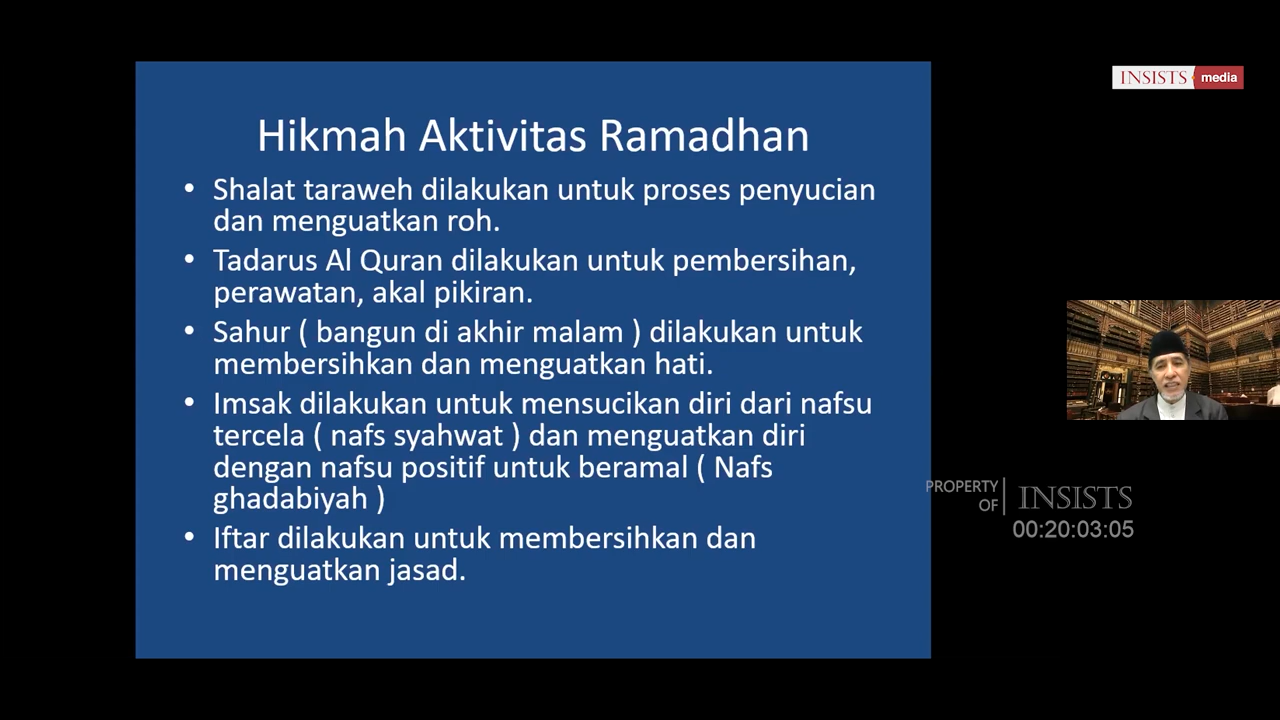 INSISTS media
Hikmah Aktivitas Ramadhan
• Shalat taraweh dilakukan untuk proses penyucian
dan menguatkan roh.
• Tadarus Al Quran dilakukan untuk pembersihan,
perawatan, akal pikiran.
• Sahur ( bangun di akhir malam ) dilakukan untuk
membersihkan dan menguatkan hati.
• Imsak dilakukan untuk mensucikan diri dari nafsu
tercela ( nafs syahwat ) dan menguatkan diri
dengan nafsu positif untuk beramal ( Nafs
ghadabiyah )
• Iftar dilakukan untuk membersihkan dan
menguatkan jasad.
PROPERTY
OF
INSISTS
00:20:03:05